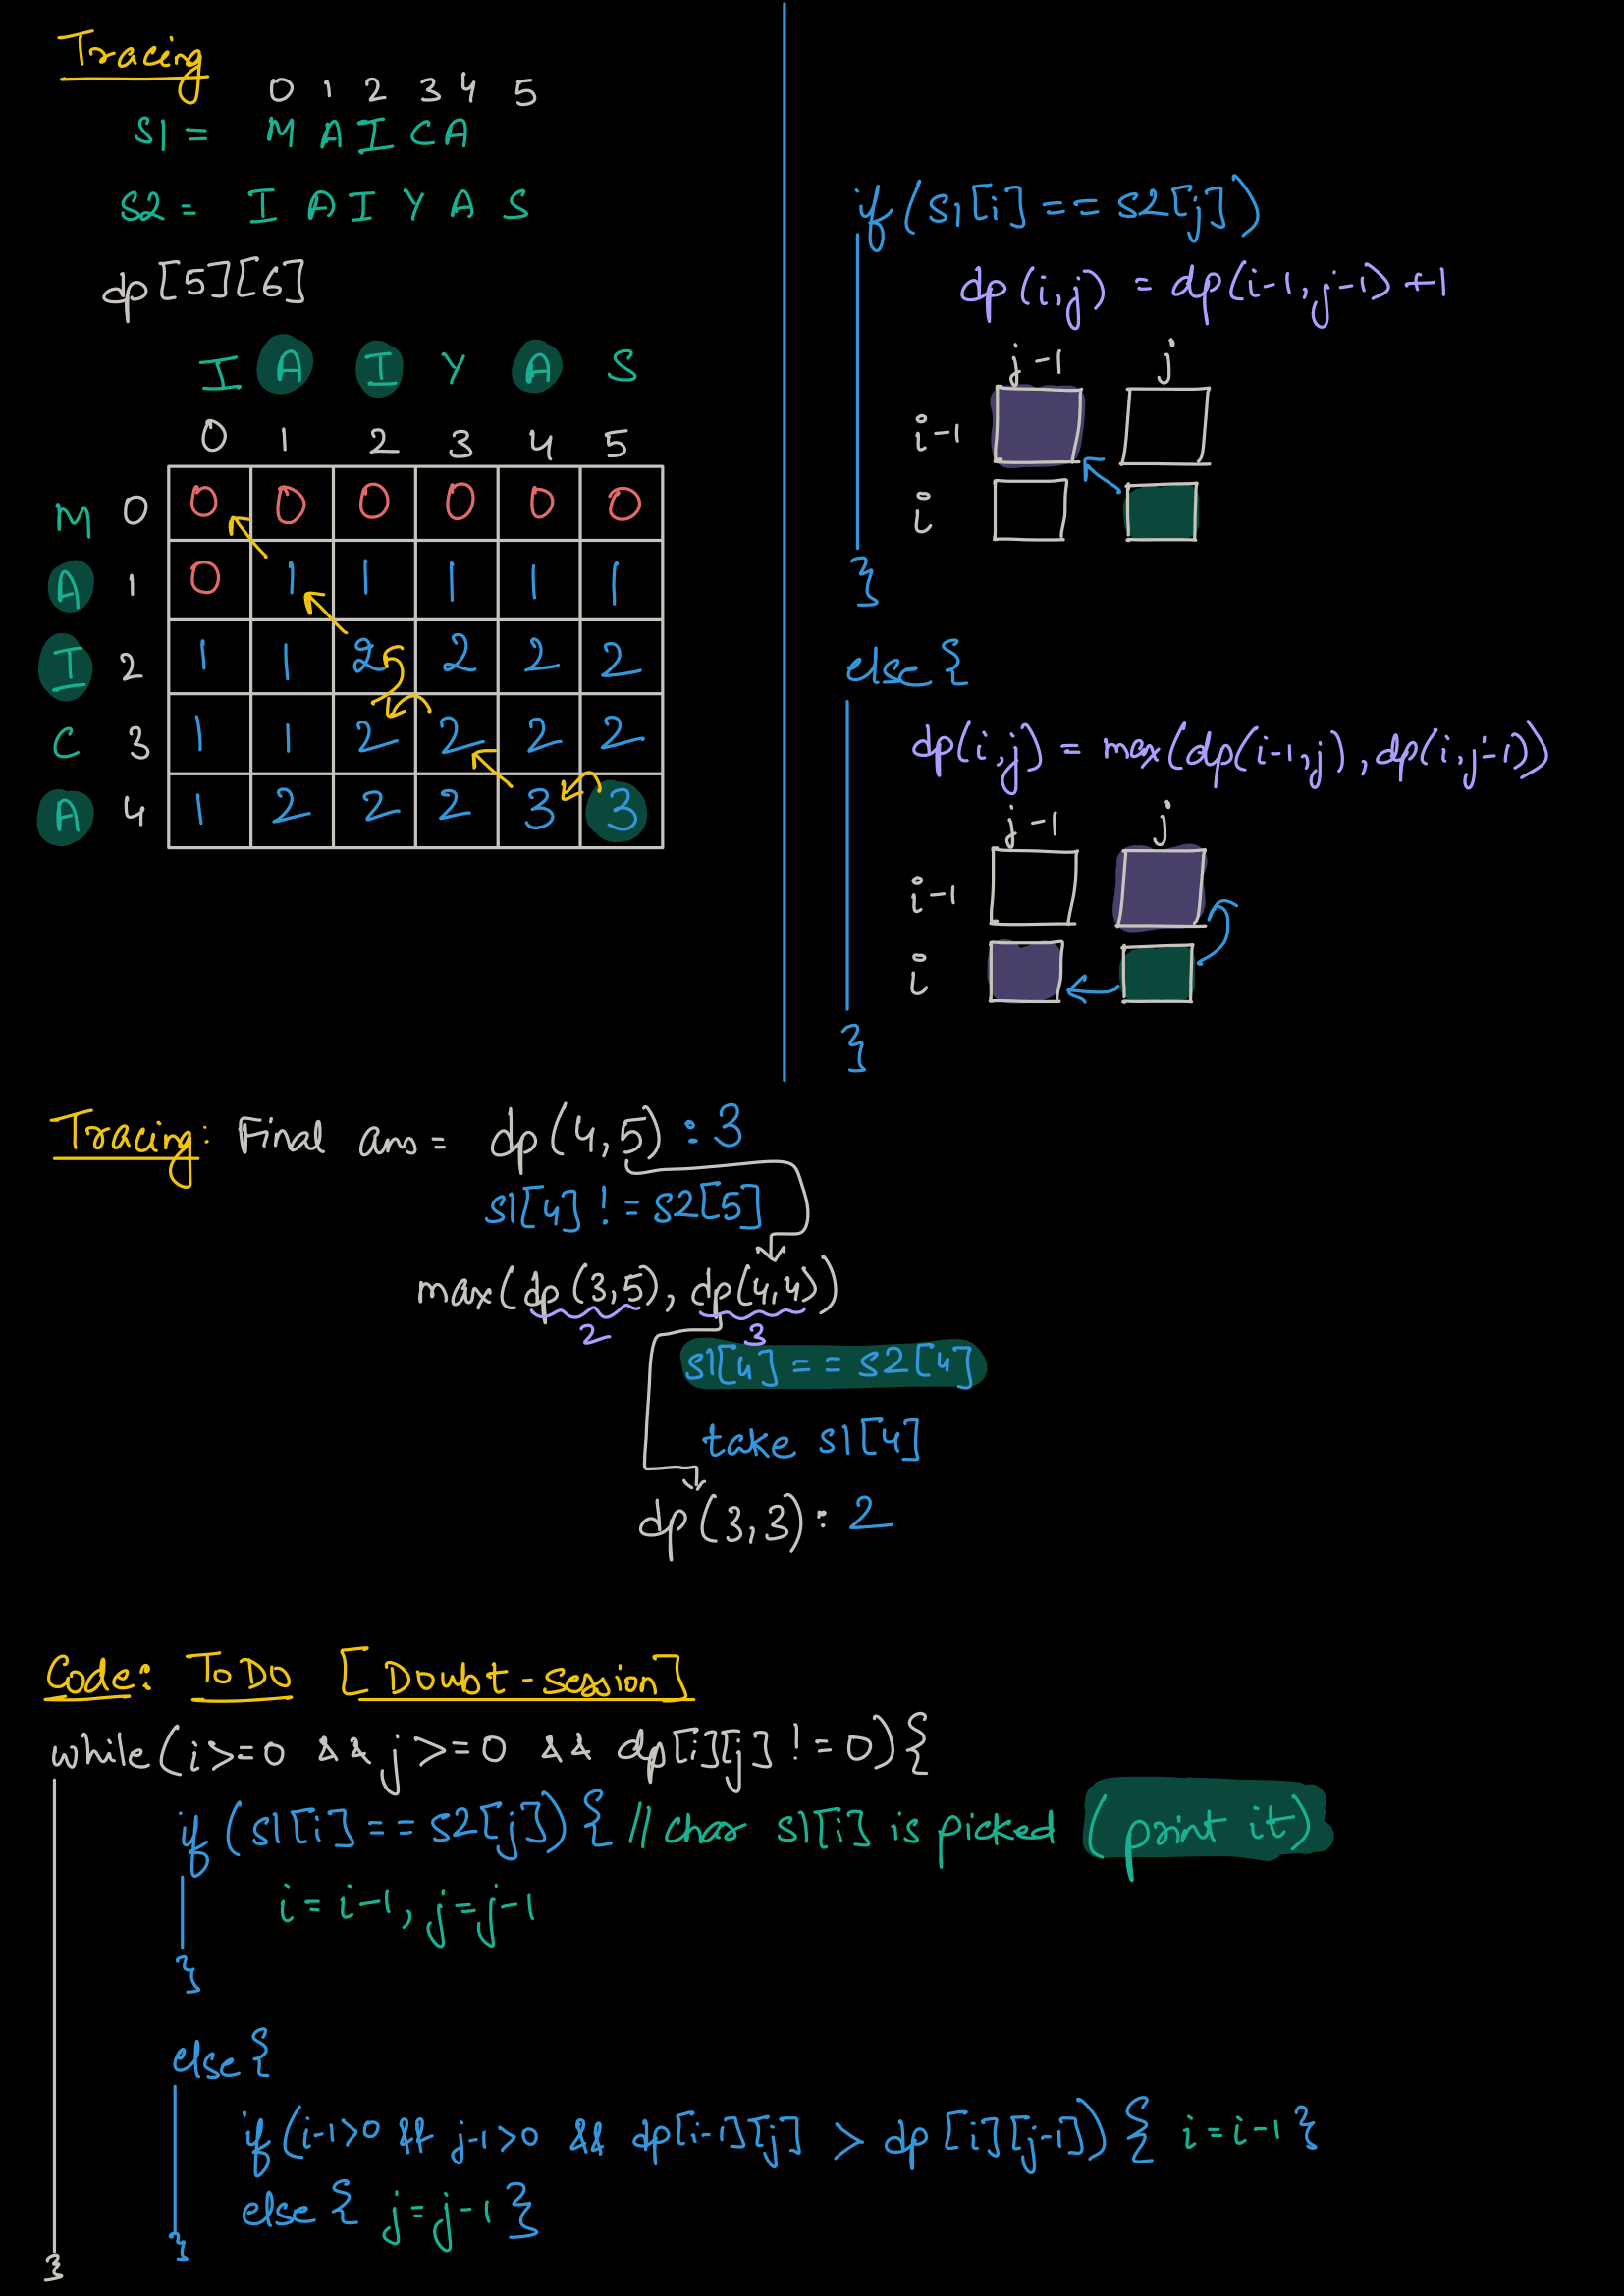 Tracing
0 1 2 3 4 5
S1 = M A I C A
S2 = I A I Y A S
dp[5][6]
I A I Y A S
0 1 2 3 4 5
M 0 0 0 0 0 0 0
A 1 0 1 1 1 1 1
I 2 1 1 2 2 2 2
C 3 1 1 2 2 2 2
A 4 1 2 2 2 3 3
if (S1[i] == S2[j])
dp(i,j) = dp(i-1,j-1) +1
j-1 j
i-1
i
}
else {
dp(i,j) = max(dp(i-1,j), dp(i,j-1))
j-1 j
i-1
i
}
Tracing: Final ans = dp(4,5) : 3
S1[4] != S2[5]
max(dp(3,5), dp(4,4))
2 3
S1[4] == S2[4]
take S1[4]
dp(3,3): 2
Code: ToDo [Doubt-session]
while(i>=0 && j>=0 && dp[i][j] != 0) {
if (S1[i] == S2[j]) { // char S1[i] is picked (print it)
i = i-1, j = j-1
}
else {
if (i-1>0 && j-1>0 && dp[i-1][j] > dp[i][j-1]) { i = i-1 }
else { j = j-1 }
}
}